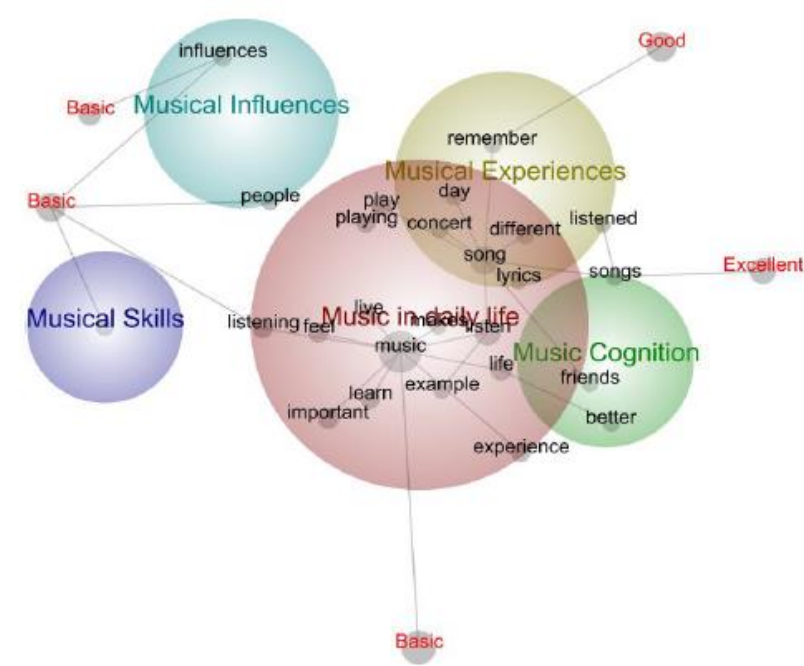 Good
influences
Basic
Musical Influences
remember
Musical Experiences
day
people
play
Basic
playing
concert
different
listened
song
lyrics
songs
Excellent
live
Musical Skills
listening
feel
Music in daily life
makes
listen
music
life
Music Cognition
friends
example
learn
important
better
experience
Basic